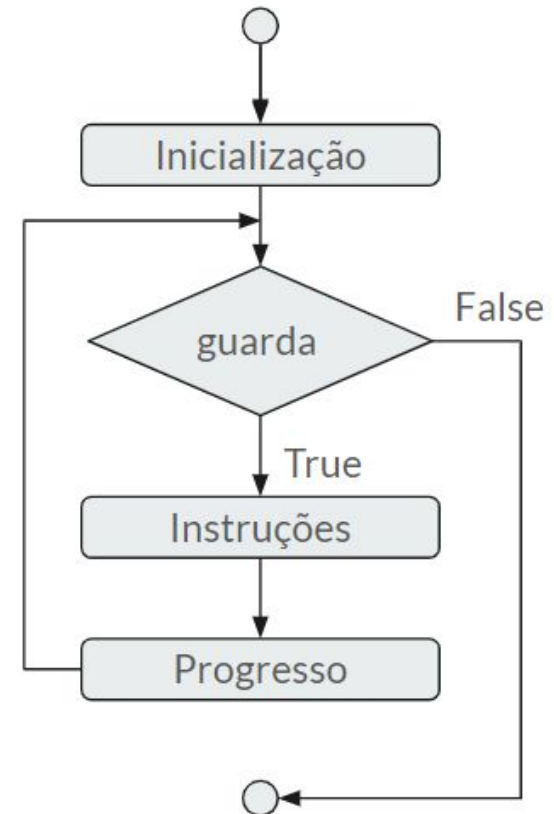 Inicialização
guarda
False
True
Instruções
Progresso